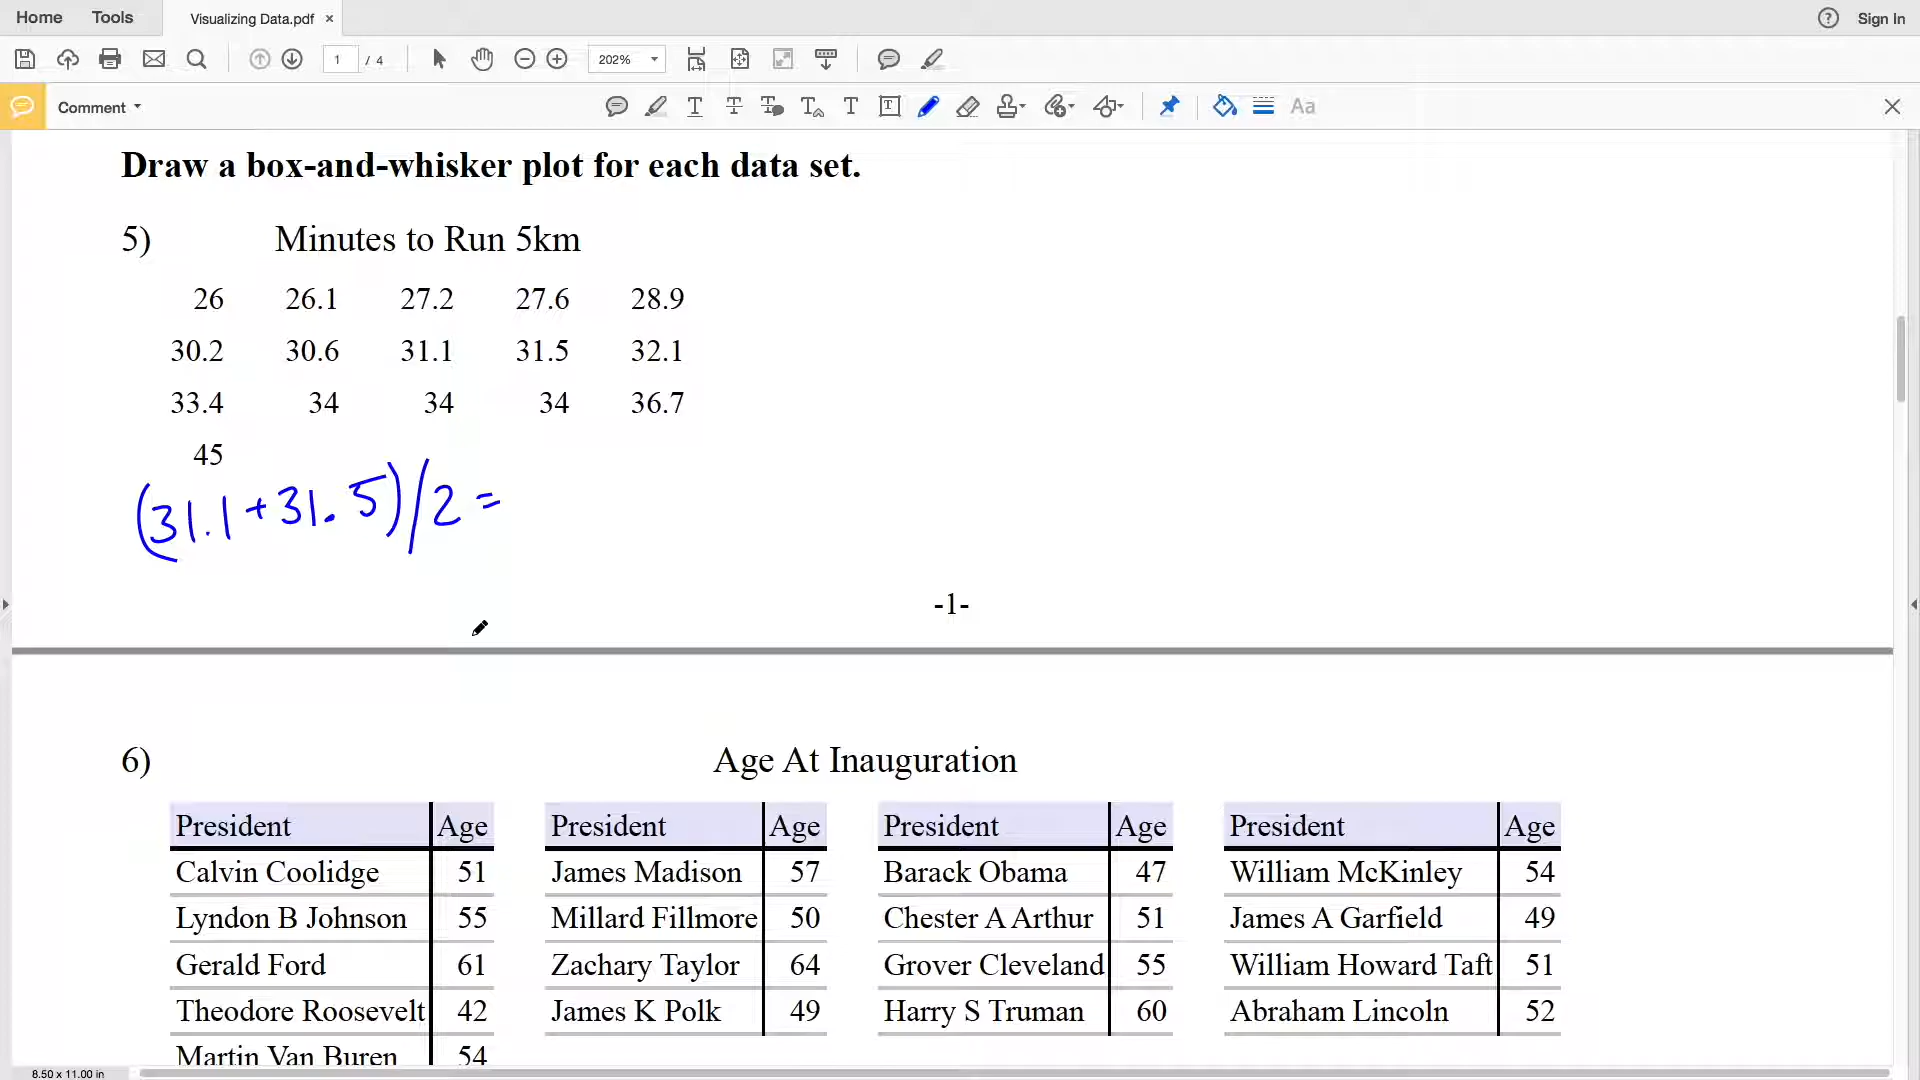 Home Tools Visualizing Data.pdf × ? Sign In
1 / 4 202%
Comment T T T T T T Aa
Draw a box-and-whisker plot for each data set.
5) Minutes to Run 5km
26 26.1 27.2 27.6 28.9
30.2 30.6 31.1 31.5 32.1
33.4 34 34 34 36.7
45
(31.1+31.5)/2=
-1-
6) Age At Inauguration
President Age President Age President Age President Age
Calvin Coolidge 51 James Madison 57 Barack Obama 47 William McKinley 54
Lyndon B Johnson 55 Millard Fillmore 50 Chester A Arthur 51 James A Garfield 49
Gerald Ford 61 Zachary Taylor 64 Grover Cleveland 55 William Howard Taft 51
Theodore Roosevelt 42 James K Polk 49 Harry S Truman 60 Abraham Lincoln 52
Martin Van Buren 54
8.50 x 11.00 in